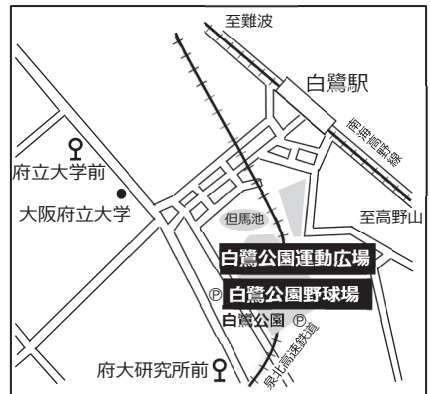 至難波
白鷺駅
南海高野線
府立大学前
大阪府立大学
但馬池
至高野山
白鷺公園運動広場
Ⓟ 白鷺公園野球場
白鷺公園 Ⓟ
泉北高速鉄道
府大研究所前